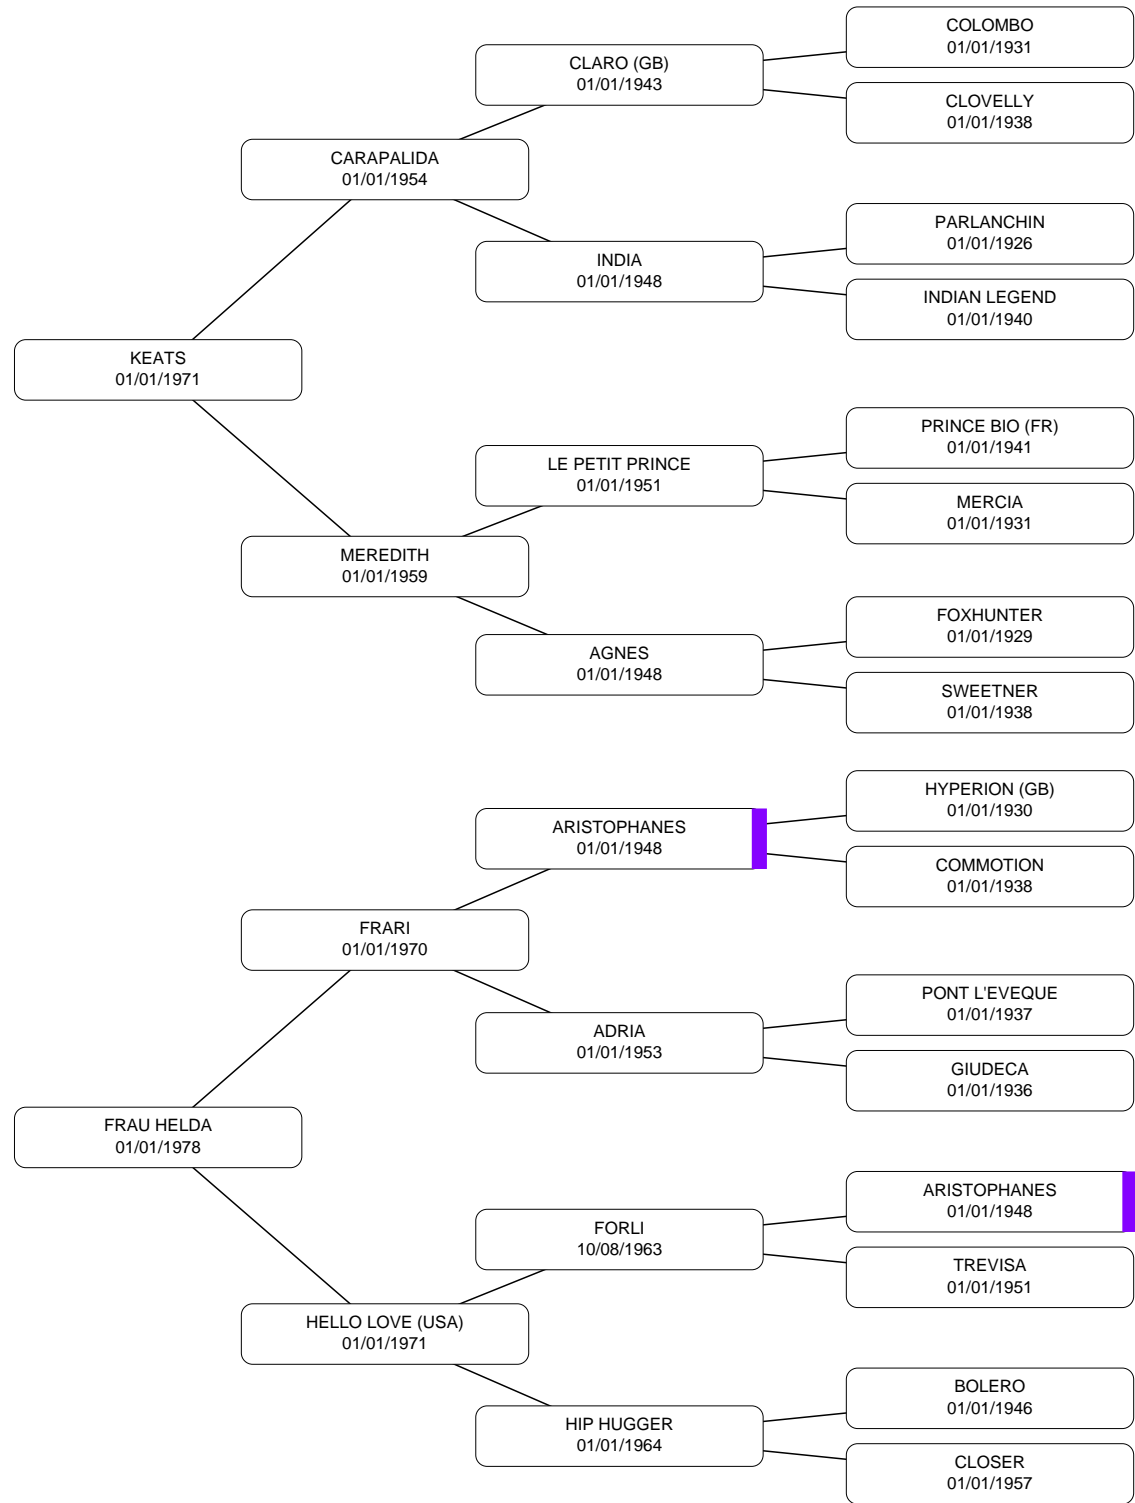 COLOMBO
01/01/1931
CLARO (GB)
01/01/1943
CLOVELLY
01/01/1938
CARAPALIDA
01/01/1954
PARLANCHIN
01/01/1926
INDIA
01/01/1948
INDIAN LEGEND
01/01/1940
KEATS
01/01/1971
PRINCE BIO (FR)
01/01/1941
LE PETIT PRINCE
01/01/1951
MERCIA
01/01/1931
MEREDITH
01/01/1959
FOXHUNTER
01/01/1929
AGNES
01/01/1948
SWEETNER
01/01/1938
HYPERION (GB)
01/01/1930
ARISTOPHANES
01/01/1948
COMMOTION
01/01/1938
FRARI
01/01/1970
PONT L'EVEQUE
01/01/1937
ADRIA
01/01/1953
GIUDECA
01/01/1936
FRAU HELDA
01/01/1978
ARISTOPHANES
01/01/1948
FORLI
10/08/1963
TREVISA
01/01/1951
HELLO LOVE (USA)
01/01/1971
BOLERO
01/01/1946
HIP HUGGER
01/01/1964
CLOSER
01/01/1957